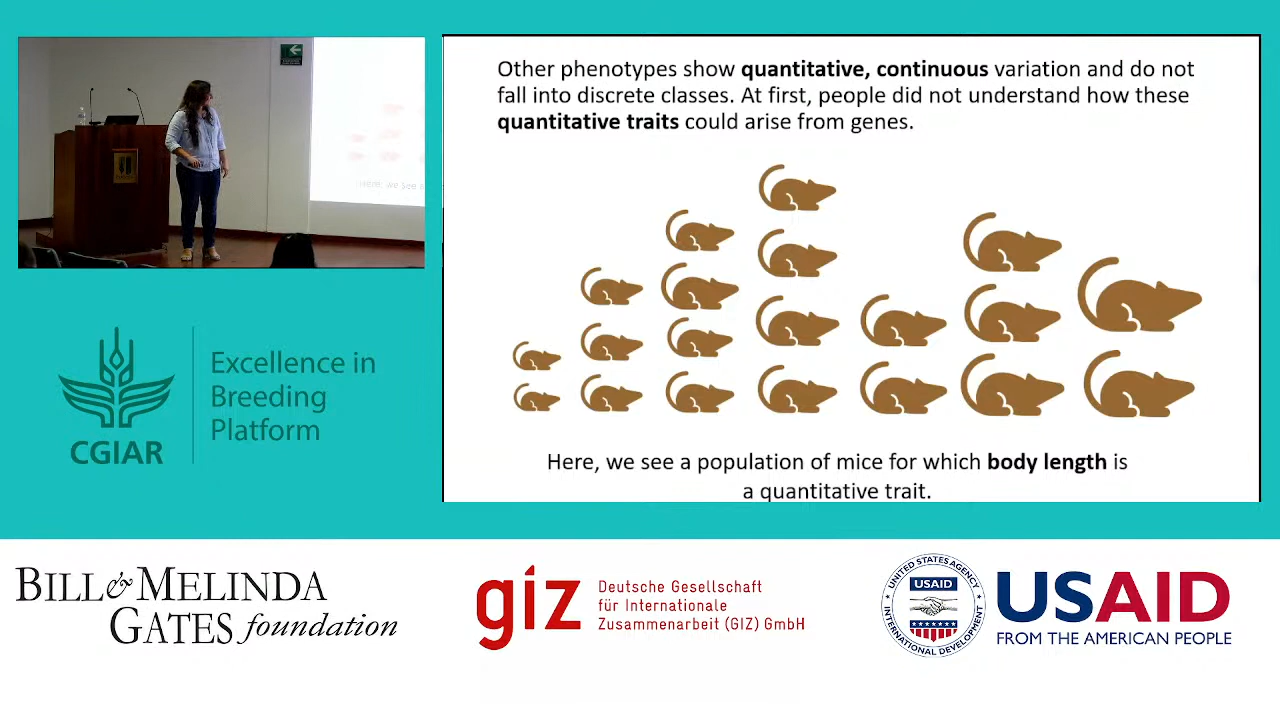 Other phenotypes show quantitative, continuous variation and do not
fall into discrete classes. At first, people did not understand how these
quantitative traits could arise from genes.
Here, we see a population of mice for which body length is
a quantitative trait.
Here, we see a
CGIAR
Excellence in
Breeding
Platform
BILL & MELINDA
GATES foundation
giz
Deutsche Gesellschaft
für Internationale
Zusammenarbeit (GIZ) GmbH
UNITED STATES AGENCY
USAID
INTERNATIONAL DEVELOPMENT
USAID
FROM THE AMERICAN PEOPLE